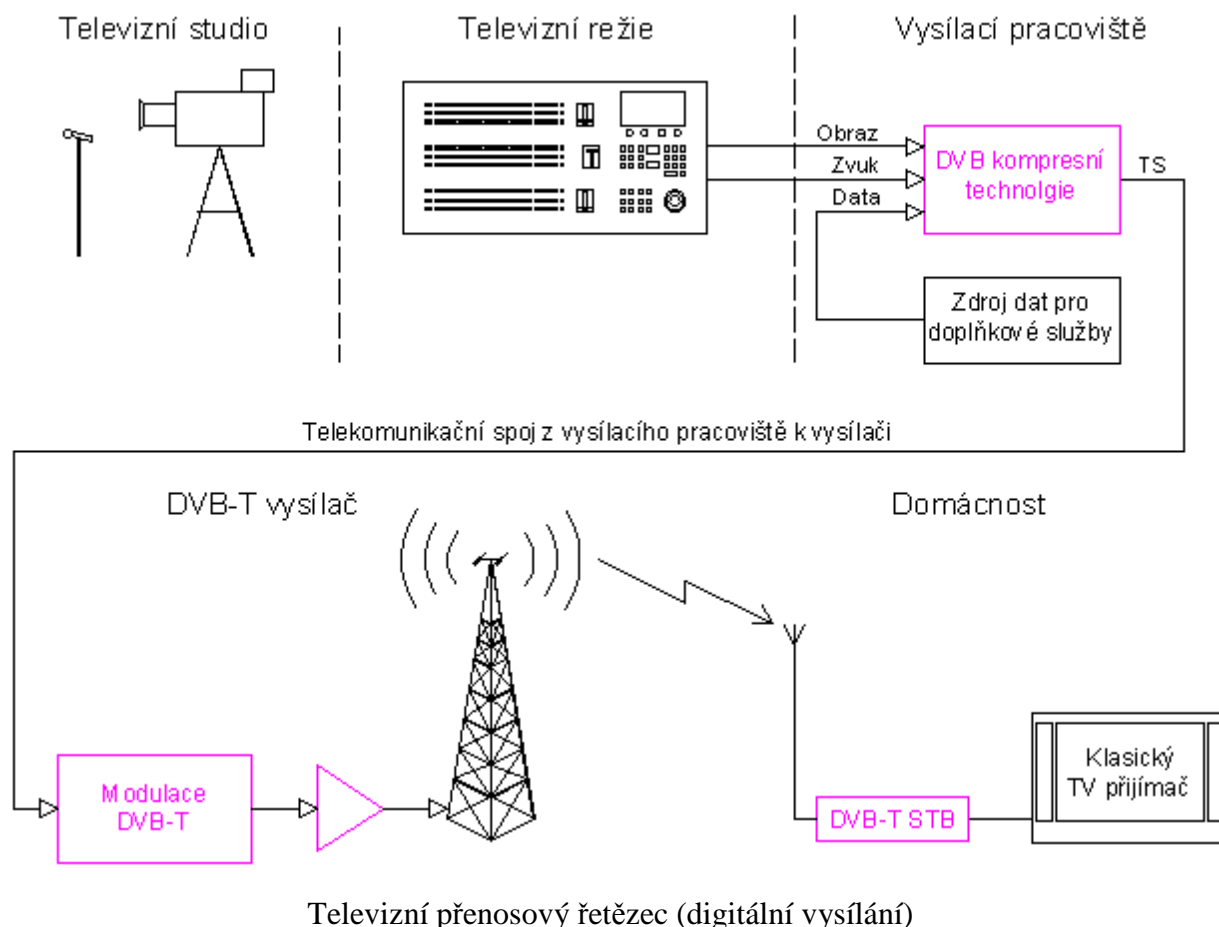 Televizní studio
Televizní režie
Vysílací pracoviště
Obraz
Zvuk
Data
DVB kompresní
technolgie
TS
Zdroj dat pro
doplňkové služby
Telekomunikační spoj z vysílacího pracoviště k vysílači
DVB-T vysílač
Domácnost
Modulace
DVB-T
DVB-T STB
Klasický
TV přijímač
Televizní přenosový řetězec (digitální vysílání)